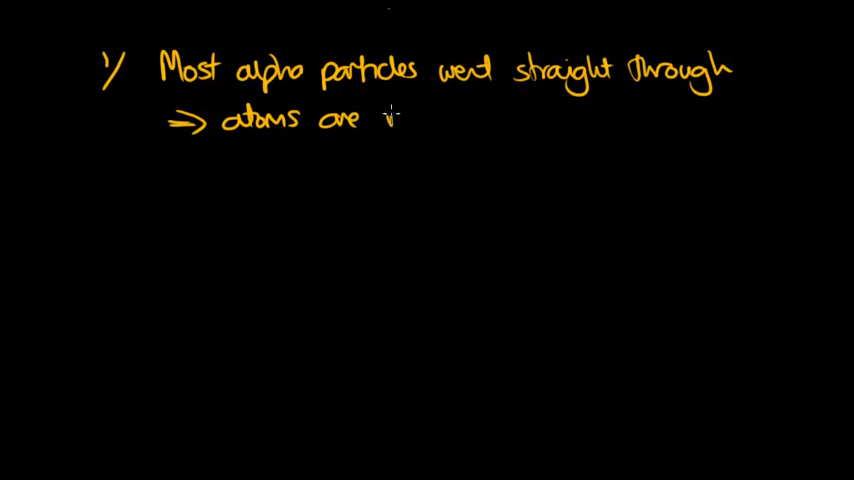 1/ Most alpha particles went straight through
⇒ atoms are